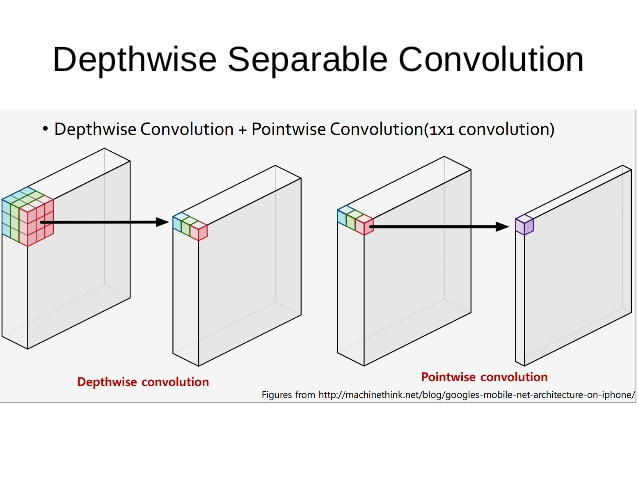 Depthwise Separable Convolution
• Depthwise Convolution + Pointwise Convolution(1x1 convolution)
Depthwise convolution
Pointwise convolution
Figures from http://machinethink.net/blog/googles-mobile-net-architecture-on-iphone/